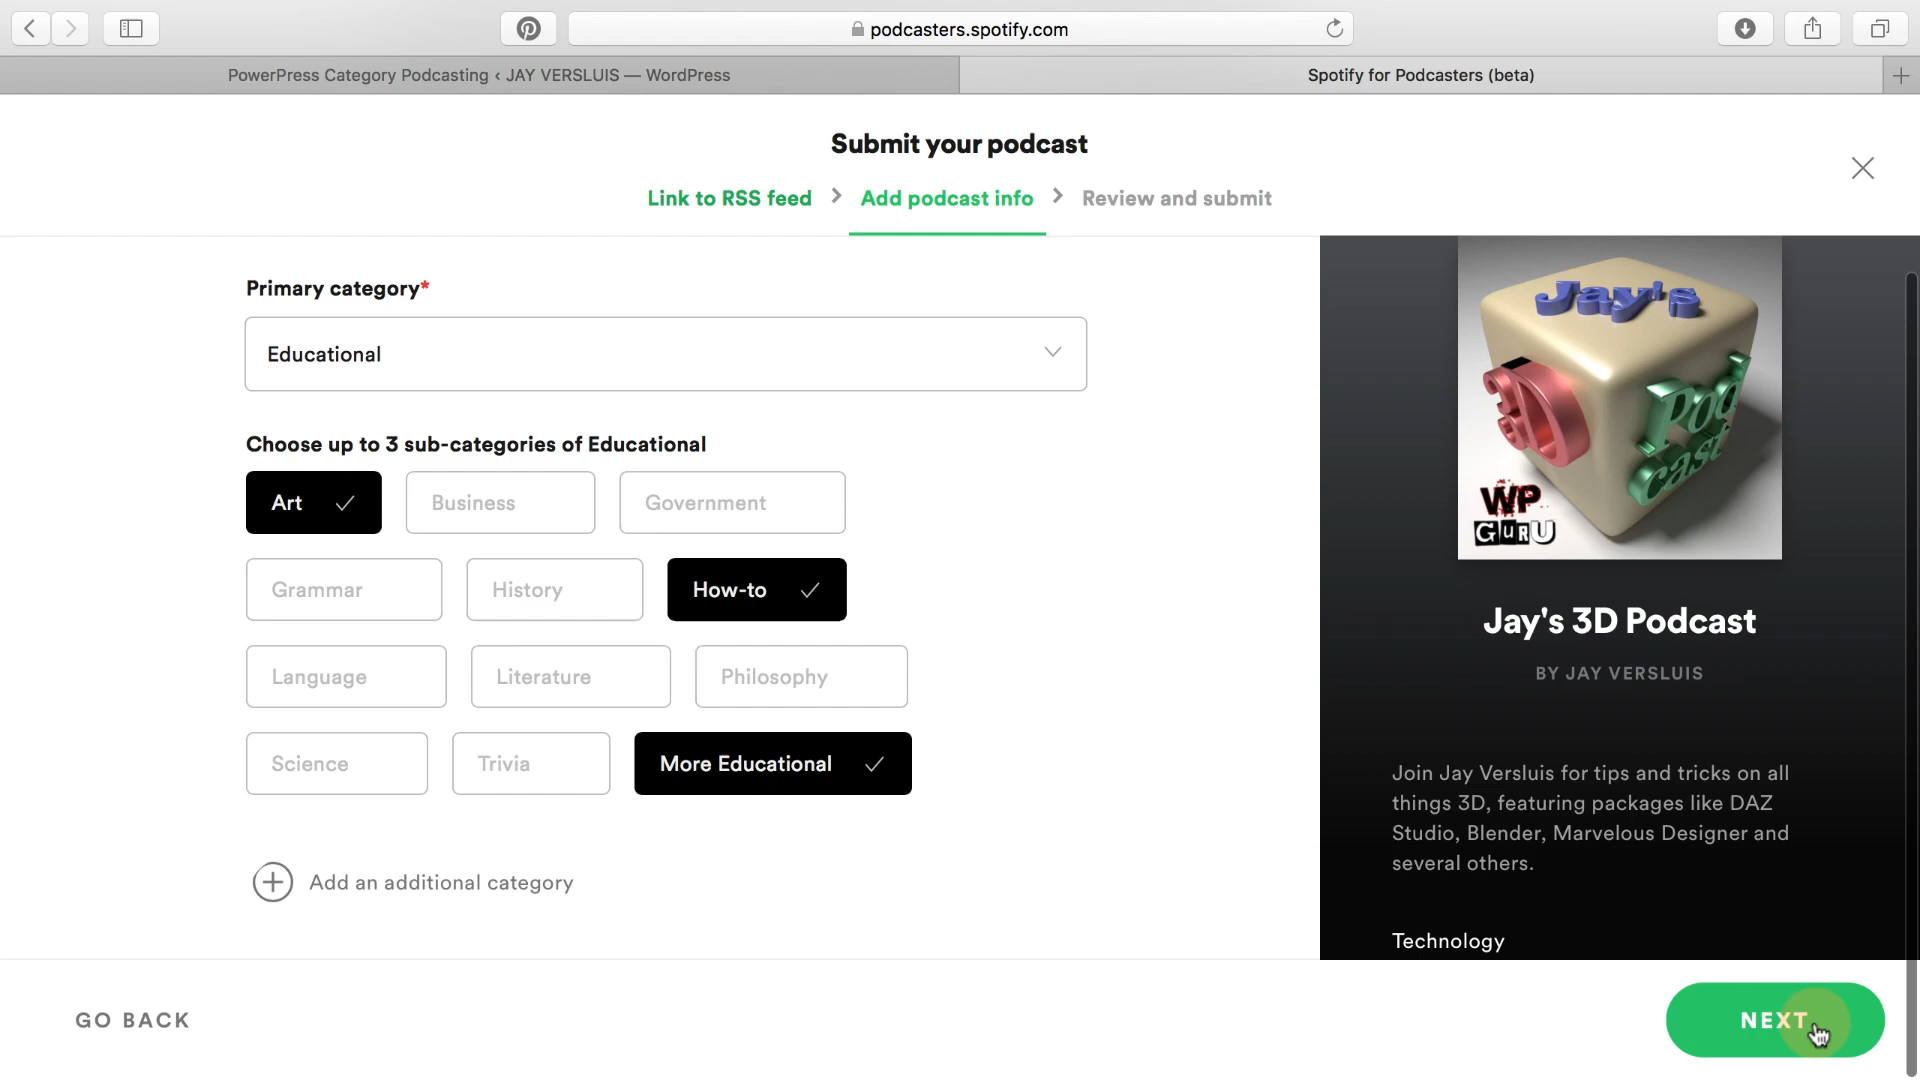 podcasters.spotify.com
PowerPress Category Podcasting ‹ JAY VERSLUIS — WordPress
Spotify for Podcasters (beta)
Submit your podcast
Link to RSS feed
Add podcast info
Review and submit
Primary category*
Educational
Choose up to 3 sub-categories of Educational
Art
Business
Government
Grammar
History
How-to
Language
Literature
Philosophy
Science
Trivia
More Educational
Add an additional category
Jay's
3D
Pod
cast
WP
GuRU
Jay's 3D Podcast
BY JAY VERSLUIS
Join Jay Versluis for tips and tricks on all
things 3D, featuring packages like DAZ
Studio, Blender, Marvelous Designer and
several others.
Technology
GO BACK
NEXT